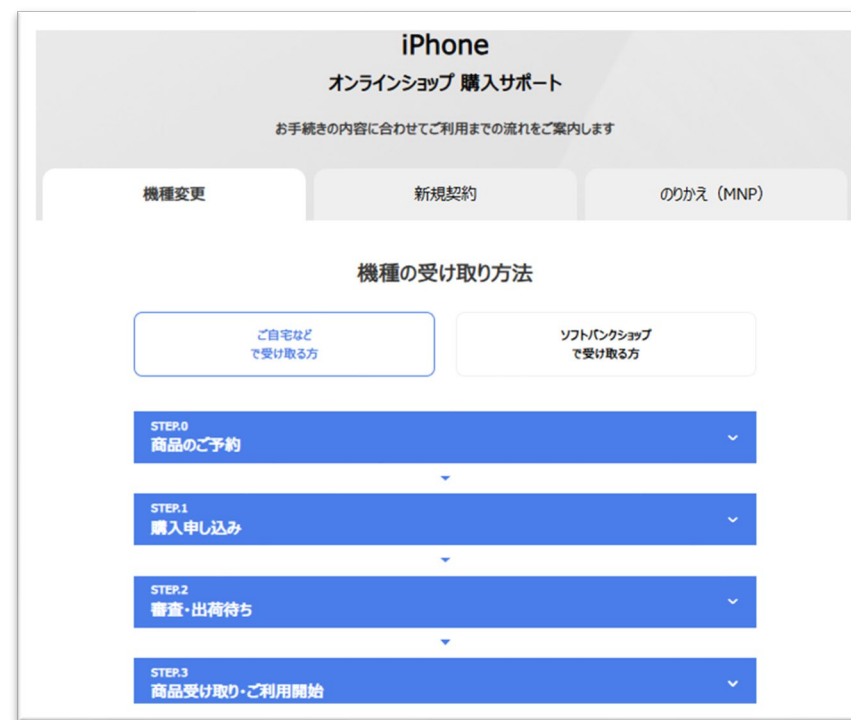 iPhone
オンラインショップ 購入サポート
お手続きの内容に合わせてご利用までの流れをご案内します
機種変更
新規契約
のりかえ（MNP）
機種の受け取り方法
ご自宅など
で受け取る方
ソフトバンクショップ
で受け取る方
STEP.0
商品のご予約
STEP.1
購入申し込み
STEP.2
審査・出荷待ち
STEP.3
商品受け取り・ご利用開始